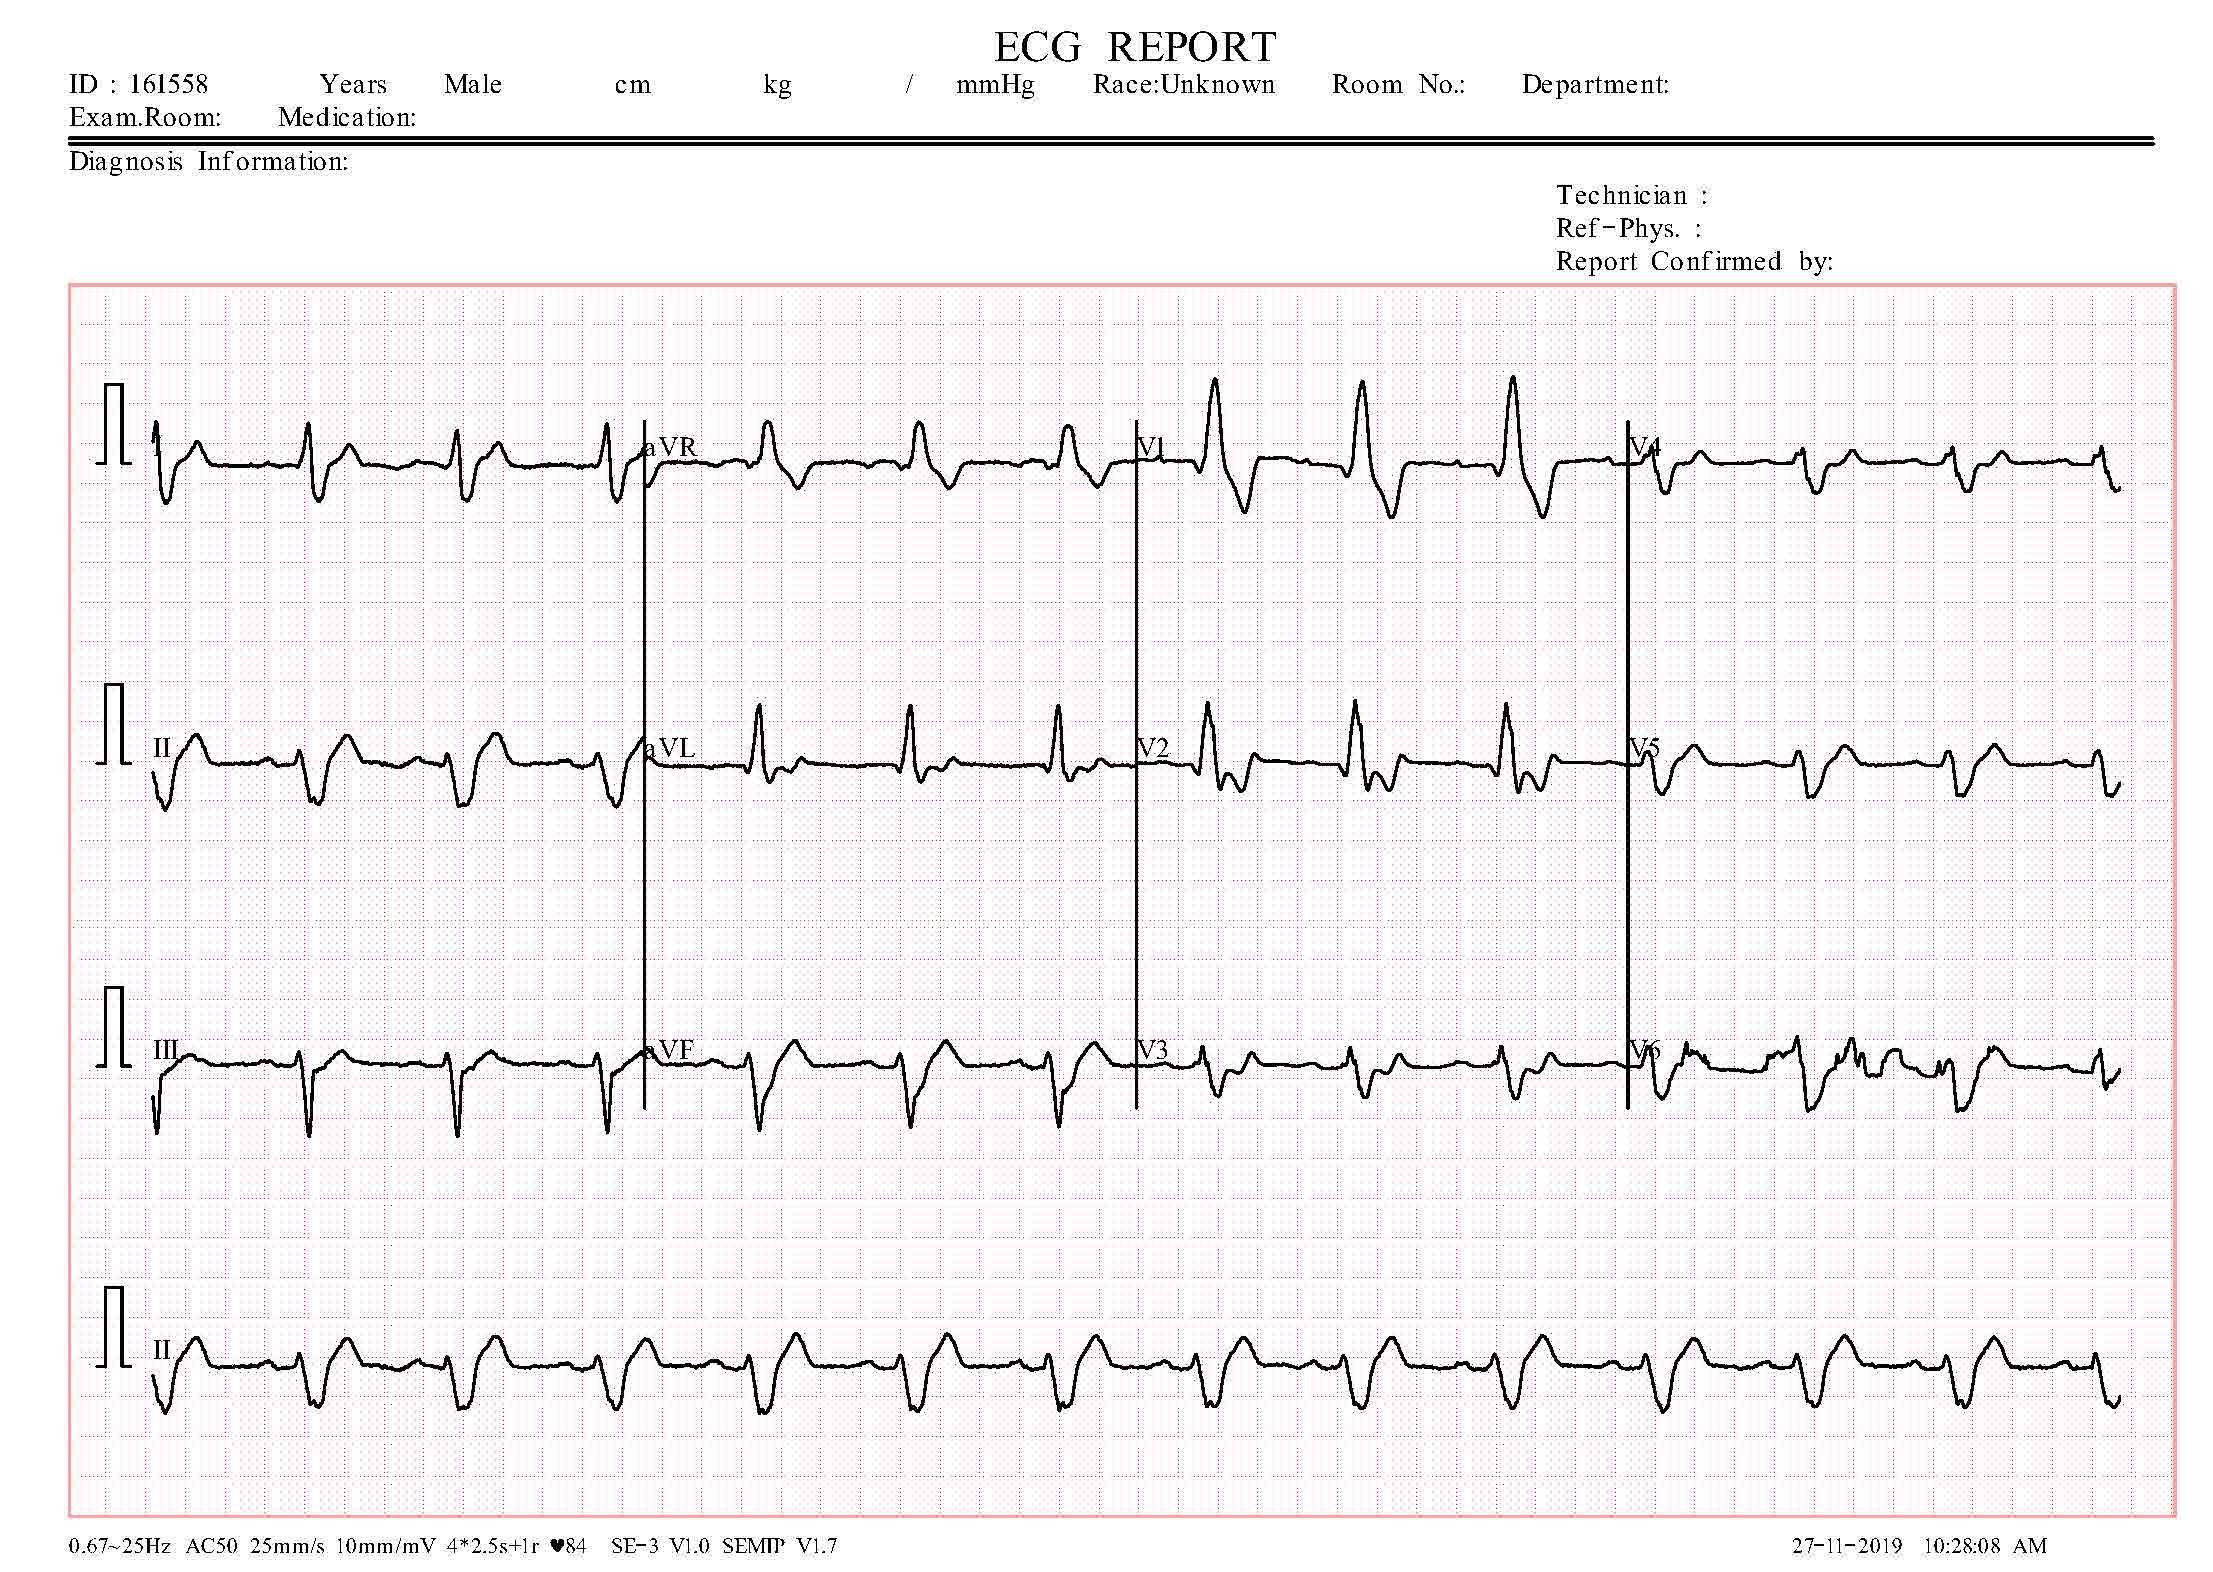 ECG REPORT
ID : 161558 Years Male cm kg / mmHg Race:Unknown Room No.: Department:
Exam.Room: Medication:
Diagnosis Information:
Technician :
Ref-Phys. :
Report Confirmed by:
I aVR V1 V4
II aVL V2 V5
III aVF V3 V6
II
0.67~25Hz AC50 25mm/s 10mm/mV 4*2.5s+1r ♥84 SE-3 V1.0 SEMIP V1.7 27-11-2019 10:28:08 AM